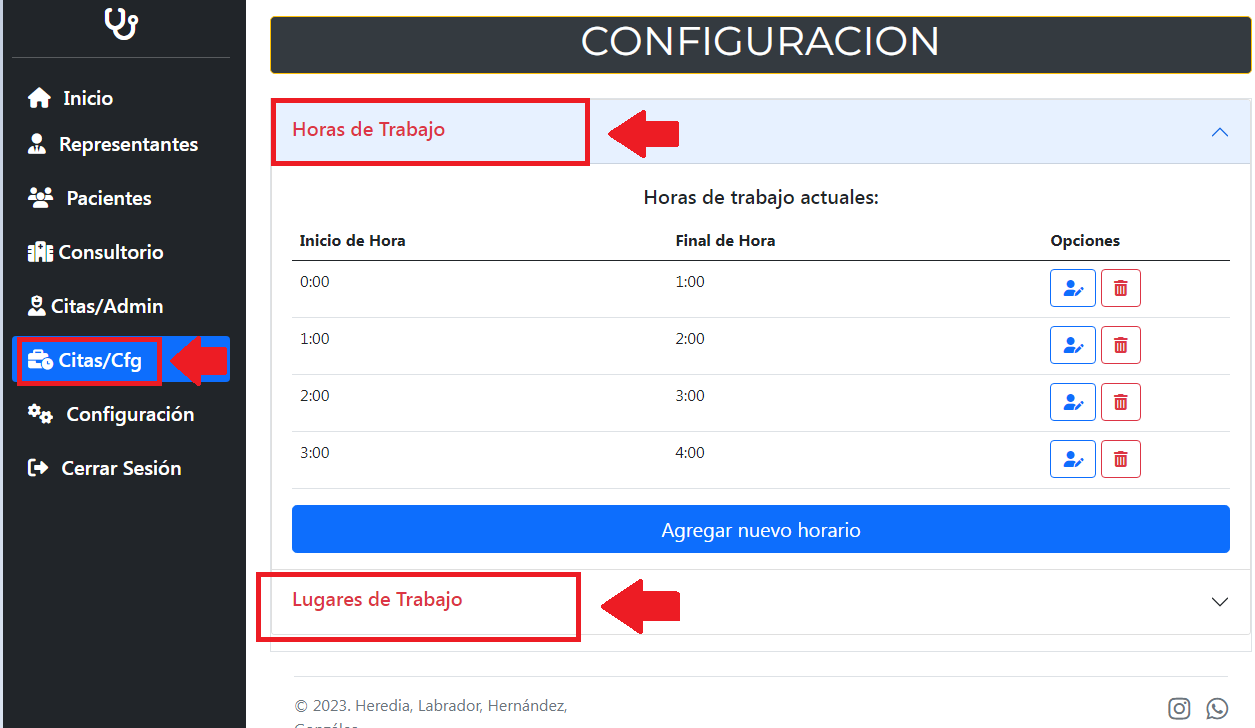 CONFIGURACION
Inicio
Representantes
Pacientes
Consultorio
Citas/Admin
Citas/Cfg
Configuración
Cerrar Sesión
Horas de Trabajo
Horas de trabajo actuales:
Inicio de Hora Final de Hora Opciones
0:00 1:00
1:00 2:00
2:00 3:00
3:00 4:00
Agregar nuevo horario
Lugares de Trabajo
© 2023. Heredia, Labrador, Hernández,